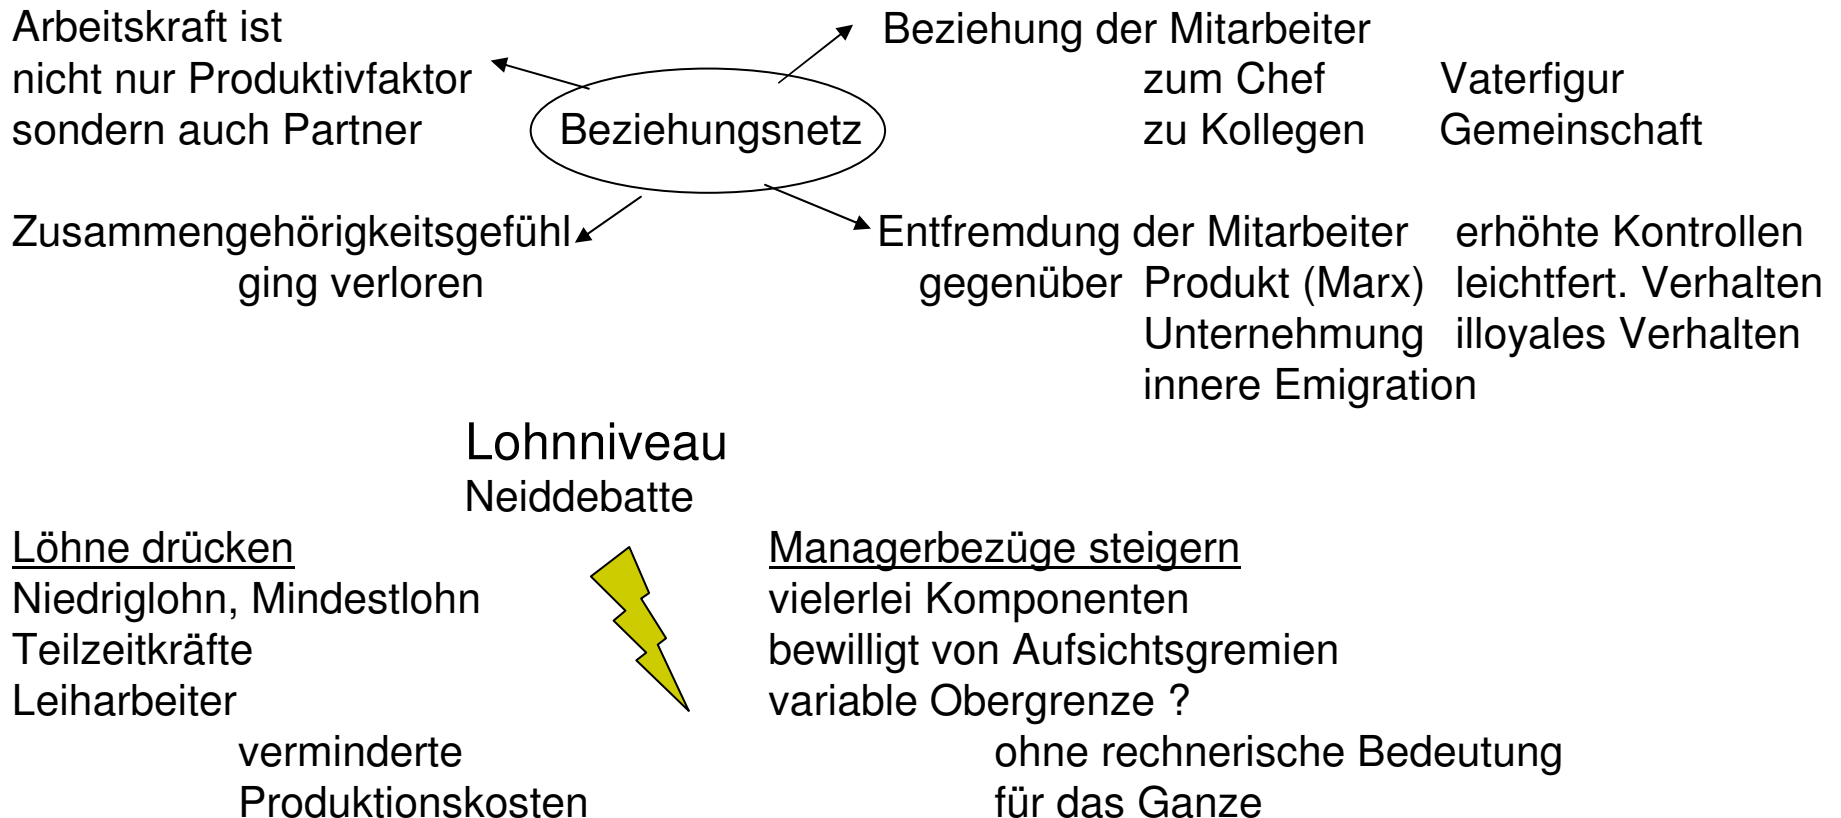 Arbeitskraft ist
nicht nur Produktivfaktor
sondern auch Partner
Beziehungsnetz
Beziehung der Mitarbeiter
zum Chef Vaterfigur
zu Kollegen Gemeinschaft
Zusammengehörigkeitsgefühl
ging verloren
Entfremdung der Mitarbeiter erhöhte Kontrollen
gegenüber Produkt (Marx) leichtfert. Verhalten
Unternehmung illoyales Verhalten
innere Emigration
Lohnniveau
Neiddebatte
Löhne drücken
Niedriglohn, Mindestlohn
Teilzeitkräfte
Leiharbeiter
verminderte
Produktionskosten
Managerbezüge steigern
vielerlei Komponenten
bewilligt von Aufsichtsgremien
variable Obergrenze ?
ohne rechnerische Bedeutung
für das Ganze